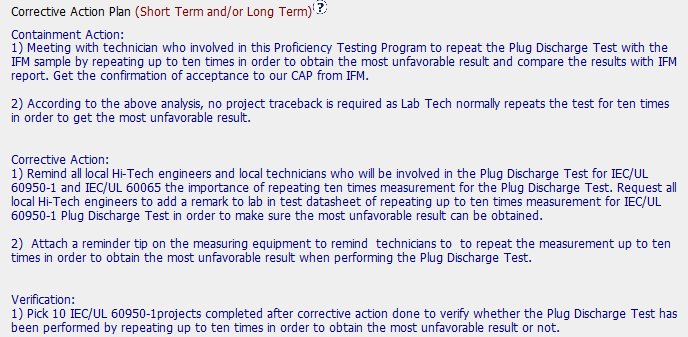 Corrective Action Plan (Short Term and/or Long Term) ?
Containment Action:
1) Meeting with technician who involved in this Proficiency Testing Program to repeat the Plug Discharge Test with the
IFM sample by repeating up to ten times in order to obtain the most unfavorable result and compare the results with IFM
report. Get the confirmation of acceptance to our CAP from IFM.
2) According to the above analysis, no project traceback is required as Lab Tech normally repeats the test for ten times
in order to get the most unfavorable result.
Corrective Action:
1) Remind all local Hi-Tech engineers and local technicians who will be involved in the Plug Discharge Test for IEC/UL
60950-1 and IEC/UL 60065 the importance of repeating ten times measurement for the Plug Discharge Test. Request all
local Hi-Tech engineers to add a remark to lab in test datasheet of repeating up to ten times measurement for IEC/UL
60950-1 Plug Discharge Test in order to make sure the most unfavorable result can be obtained.
2)  Attach a reminder tip on the measuring equipment to remind  technicians to  to repeat the measurement up to ten
times in order to obtain the most unfavorable result when performing the Plug Discharge Test.
Verification:
1) Pick 10 IEC/UL 60950-1projects completed after corrective action done to verify whether the Plug Discharge Test has
been performed by repeating up to ten times in order to obtain the most unfavorable result or not.